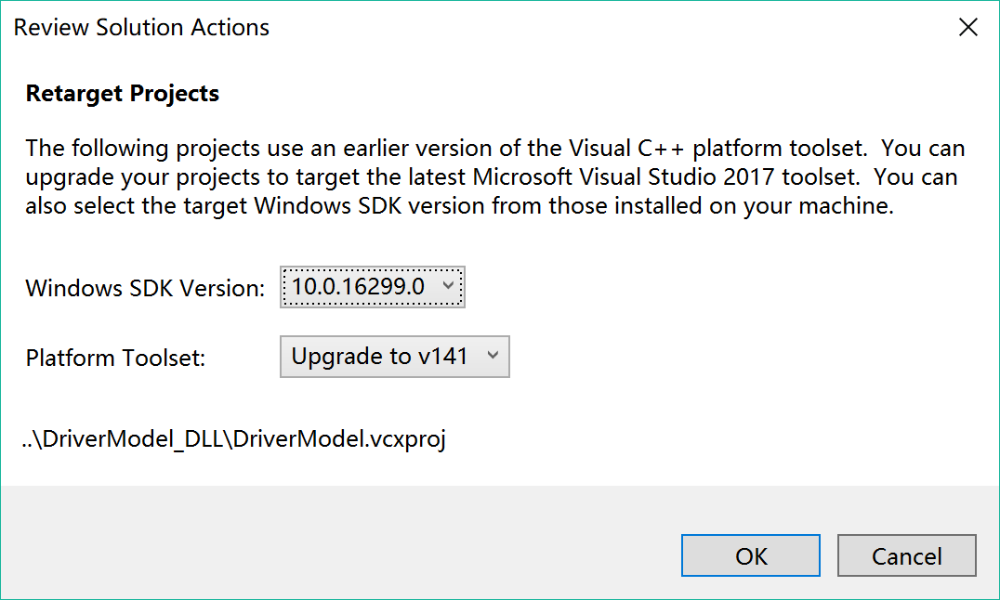 Review Solution Actions
Retarget Projects
The following projects use an earlier version of the Visual C++ platform toolset.  You can
upgrade your projects to target the latest Microsoft Visual Studio 2017 toolset.  You can
also select the target Windows SDK version from those installed on your machine.
Windows SDK Version: 10.0.16299.0
Platform Toolset: Upgrade to v141
..\DriverModel_DLL\DriverModel.vcxproj
OK Cancel